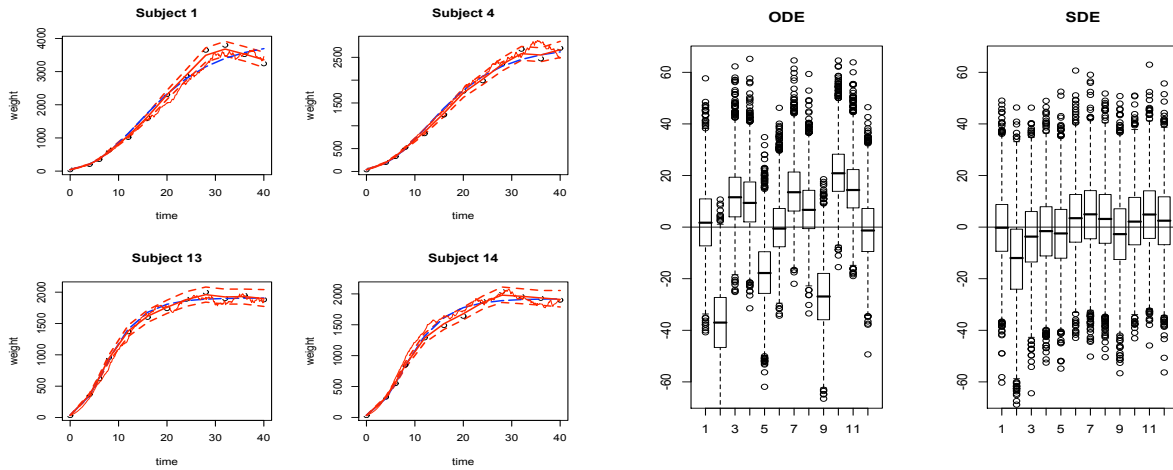 Subject 1
weight
0 1000 2000 3000 4000
0 10 20 30 40
time
Subject 4
weight
0 500 1500 2500
0 10 20 30 40
time
Subject 13
weight
0 500 1000 1500 2000
0 10 20 30 40
time
Subject 14
weight
0 500 1000 1500 2000
0 10 20 30 40
time
ODE
-60 -40 -20 0 20 40 60
1 3 5 7 9 11
SDE
-60 -40 -20 0 20 40 60
1 3 5 7 9 11